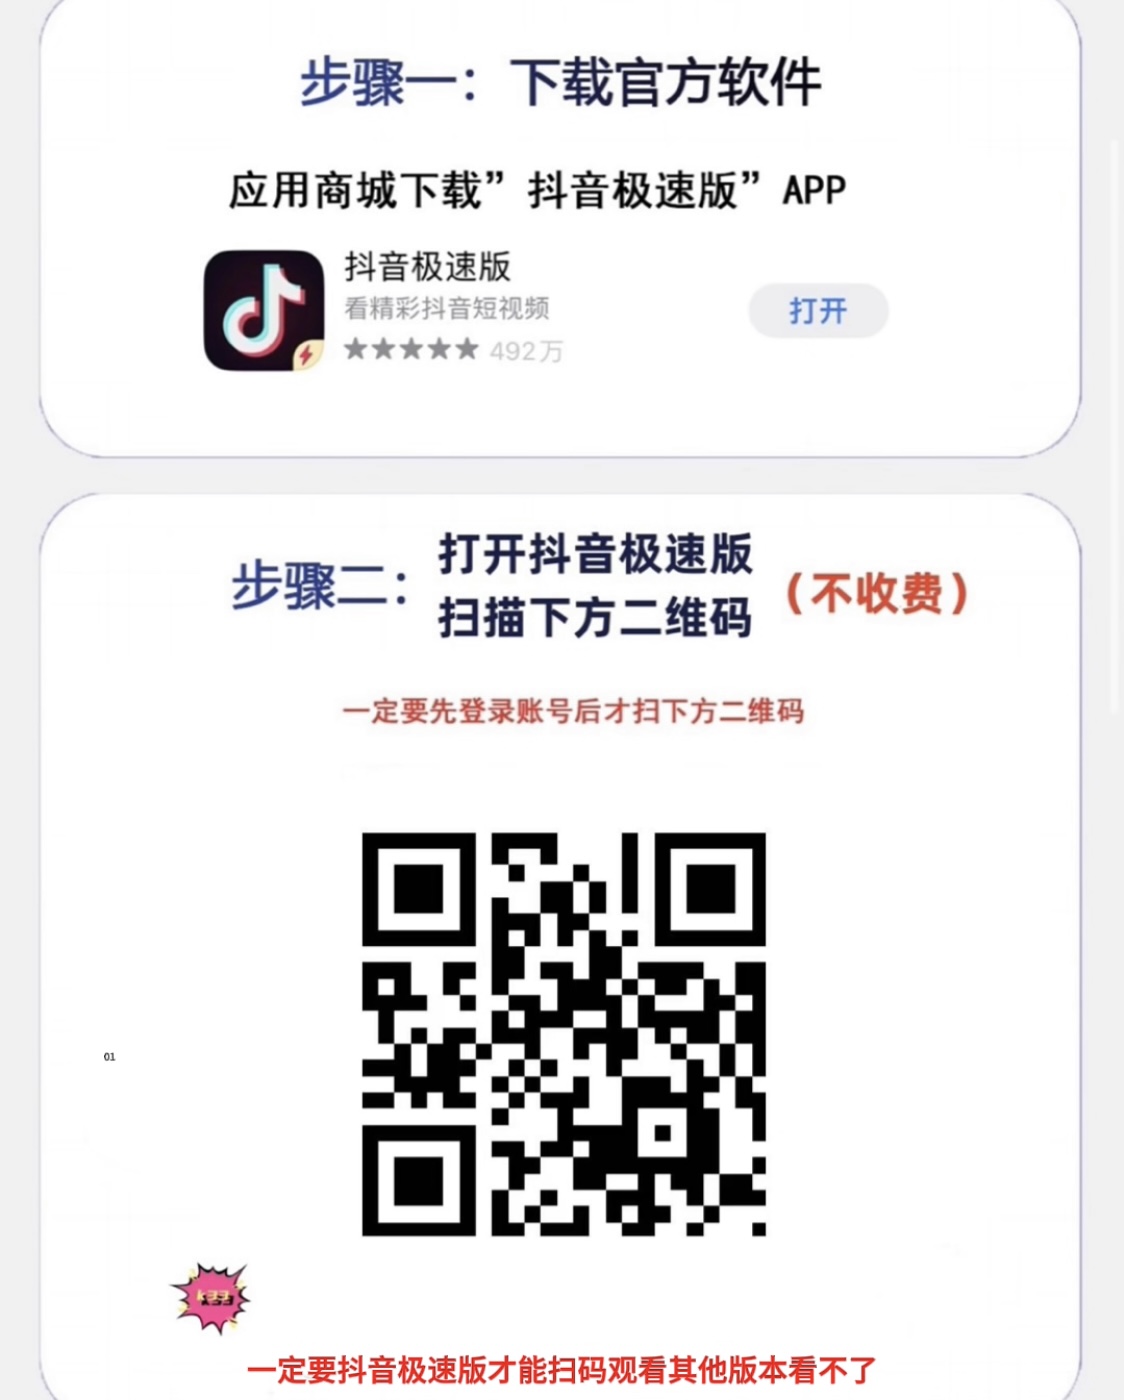 步骤一：下载官方软件
应用商城下载”抖音极速版”APP
抖音极速版
看精彩抖音短视频
492万
打开
步骤二：
打开抖音极速版
扫描下方二维码
（不收费）
一定要先登录账号后才扫下方二维码
01
k33
k33
一定要抖音极速版才能扫码观看其他版本看不了